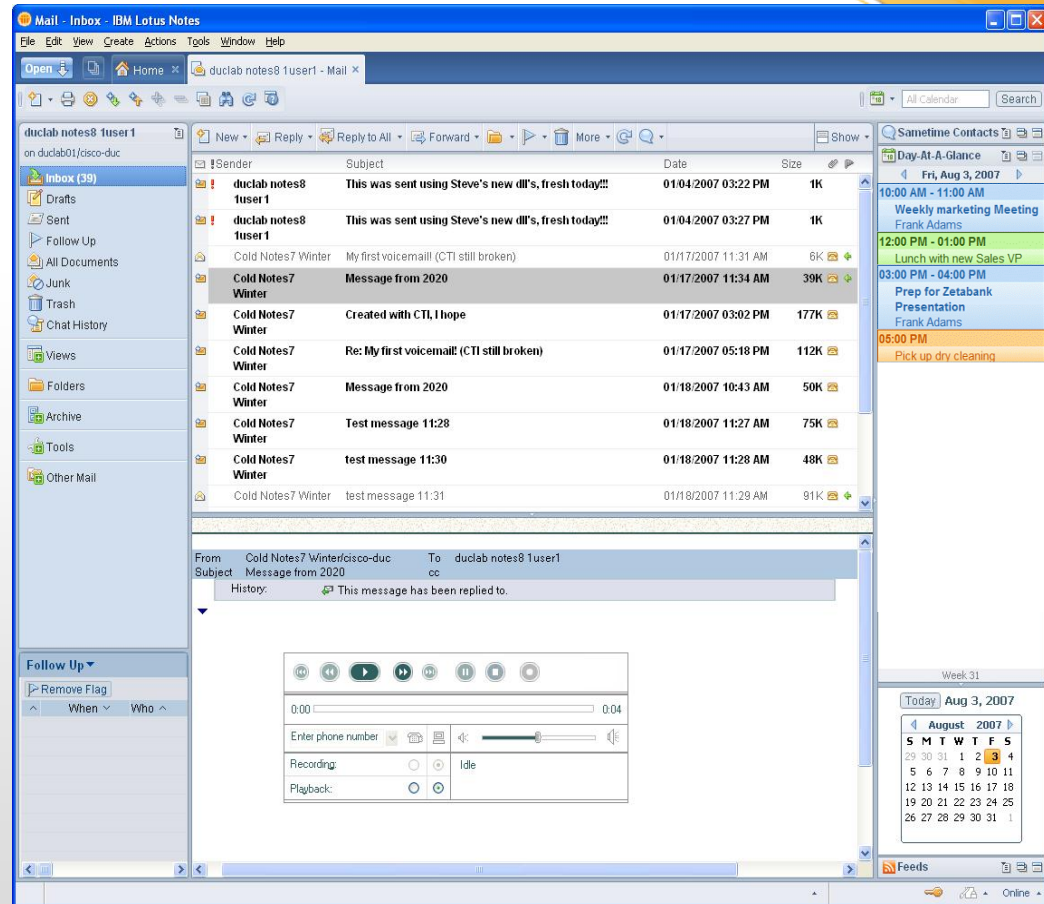 Mail - Inbox - IBM Lotus Notes
File Edit View Create Actions Tools Window Help
Open Home duclab notes8 1user1 - Mail
All Calendar Search
duclab notes8 1user1
on duclab01/cisco-duc
Inbox (39)
Drafts
Sent
Follow Up
All Documents
Junk
Trash
Chat History
Views
Folders
Archive
Tools
Other Mail
New Reply Reply to All Forward More Show
! Sender Subject Date Size
! duclab notes8 1user1 This was sent using Steve's new dll's, fresh today!!! 01/04/2007 03:22 PM 1K
! duclab notes8 1user1 This was sent using Steve's new dll's, fresh today!!! 01/04/2007 03:27 PM 1K
Cold Notes7 Winter My first voicemail! (CTI still broken) 01/17/2007 11:31 AM 6K
Cold Notes7 Winter Message from 2020 01/17/2007 11:34 AM 39K
Cold Notes7 Winter Created with CTI, I hope 01/17/2007 03:02 PM 177K
Cold Notes7 Winter Re: My first voicemail! (CTI still broken) 01/17/2007 05:18 PM 112K
Cold Notes7 Winter Message from 2020 01/18/2007 10:43 AM 50K
Cold Notes7 Winter Test message 11:28 01/18/2007 11:27 AM 75K
Cold Notes7 Winter test message 11:30 01/18/2007 11:28 AM 48K
Cold Notes7 Winter test message 11:31 01/18/2007 11:29 AM 91K
From Cold Notes7 Winter/cisco-duc To duclab notes8 1user1
Subject Message from 2020 cc
History: This message has been replied to.
0:00 0:04
Enter phone number
Recording: Idle
Playback:
Follow Up
Remove Flag
When Who
Sametime Contacts
Day-At-A-Glance
Fri, Aug 3, 2007
10:00 AM - 11:00 AM
Weekly marketing Meeting
Frank Adams
12:00 PM - 01:00 PM
Lunch with new Sales VP
03:00 PM - 04:00 PM
Prep for Zetabank
Presentation
Frank Adams
05:00 PM
Pick up dry cleaning
Week 31
Today Aug 3, 2007
August 2007
S M T W T F S
29 30 31 1 2 3 4
5 6 7 8 9 10 11
12 13 14 15 16 17 18
19 20 21 22 23 24 25
26 27 28 29 30 31 1
Feeds
Online